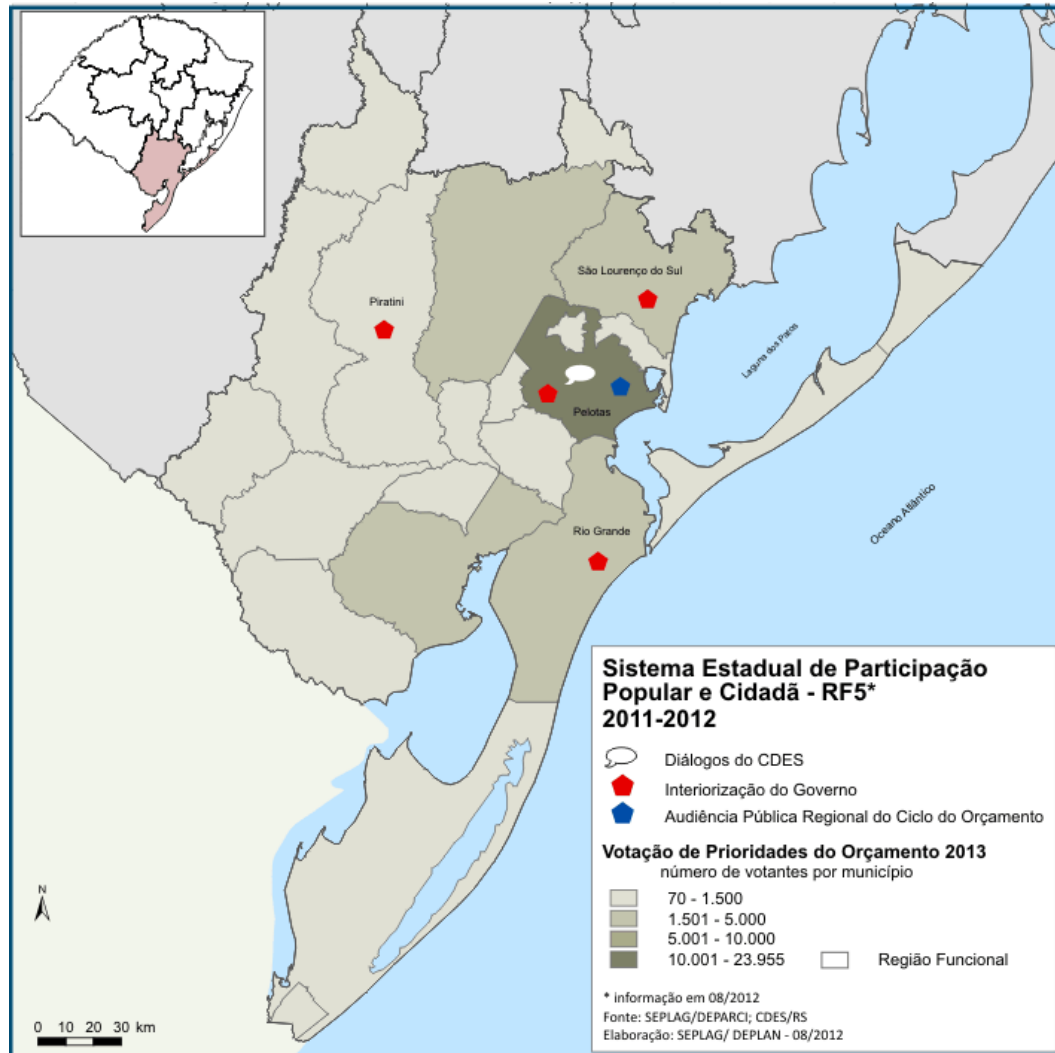 São Lourenço do Sul
Piratini
Laguna dos Patos
Pelotas
Oceano Atlântico
Rio Grande
Sistema Estadual de Participação
Popular e Cidadã - RF5*
2011-2012
Diálogos do CDES
Interiorização do Governo
Audiência Pública Regional do Ciclo do Orçamento
Votação de Prioridades do Orçamento 2013
número de votantes por município
70 - 1.500
1.501 - 5.000
5.001 - 10.000
10.001 - 23.955
Região Funcional
* informação em 08/2012
Fonte: SEPLAG/DEPARCI; CDES/RS
Elaboração: SEPLAG/ DEPLAN - 08/2012
N
0 10 20 30 km